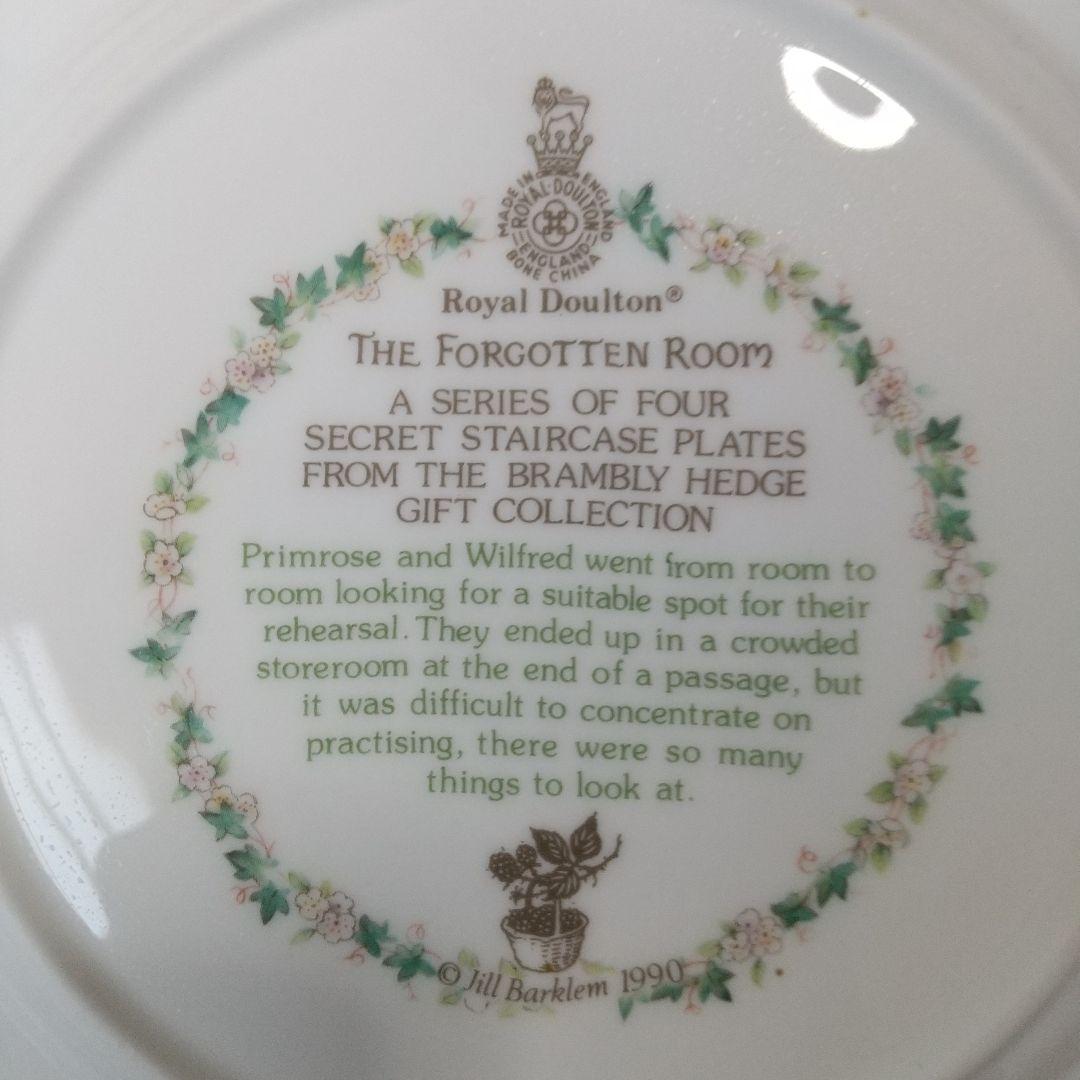 MADE IN ENGLAND
ROYAL·DOULTON
ENGLAND
BONE CHINA
Royal Doulton®
THE FORGOTTEN ROOM
A SERIES OF FOUR
SECRET STAIRCASE PLATES
FROM THE BRAMBLY HEDGE
GIFT COLLECTION
Primrose and Wilfred went from room to
room looking for a suitable spot for their
rehearsal. They ended up in a crowded
storeroom at the end of a passage, but
it was difficult to concentrate on
practising, there were so many
things to look at.
© Jill Barklem 1990